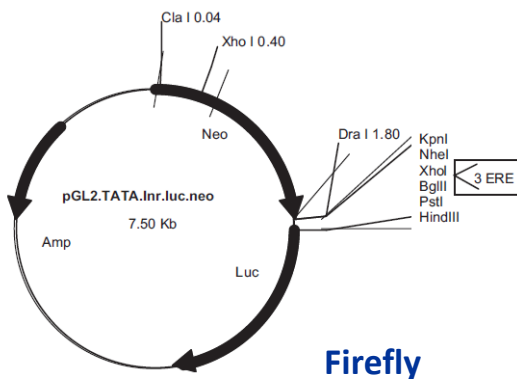 Cla I 0.04
Xho I 0.40
Neo
Dra I 1.80
KpnI
NheI
XhoI
BglII
PstI
HindIII
3 ERE
pGL2.TATA.Inr.luc.neo
7.50 Kb
Amp
Luc
Firefly